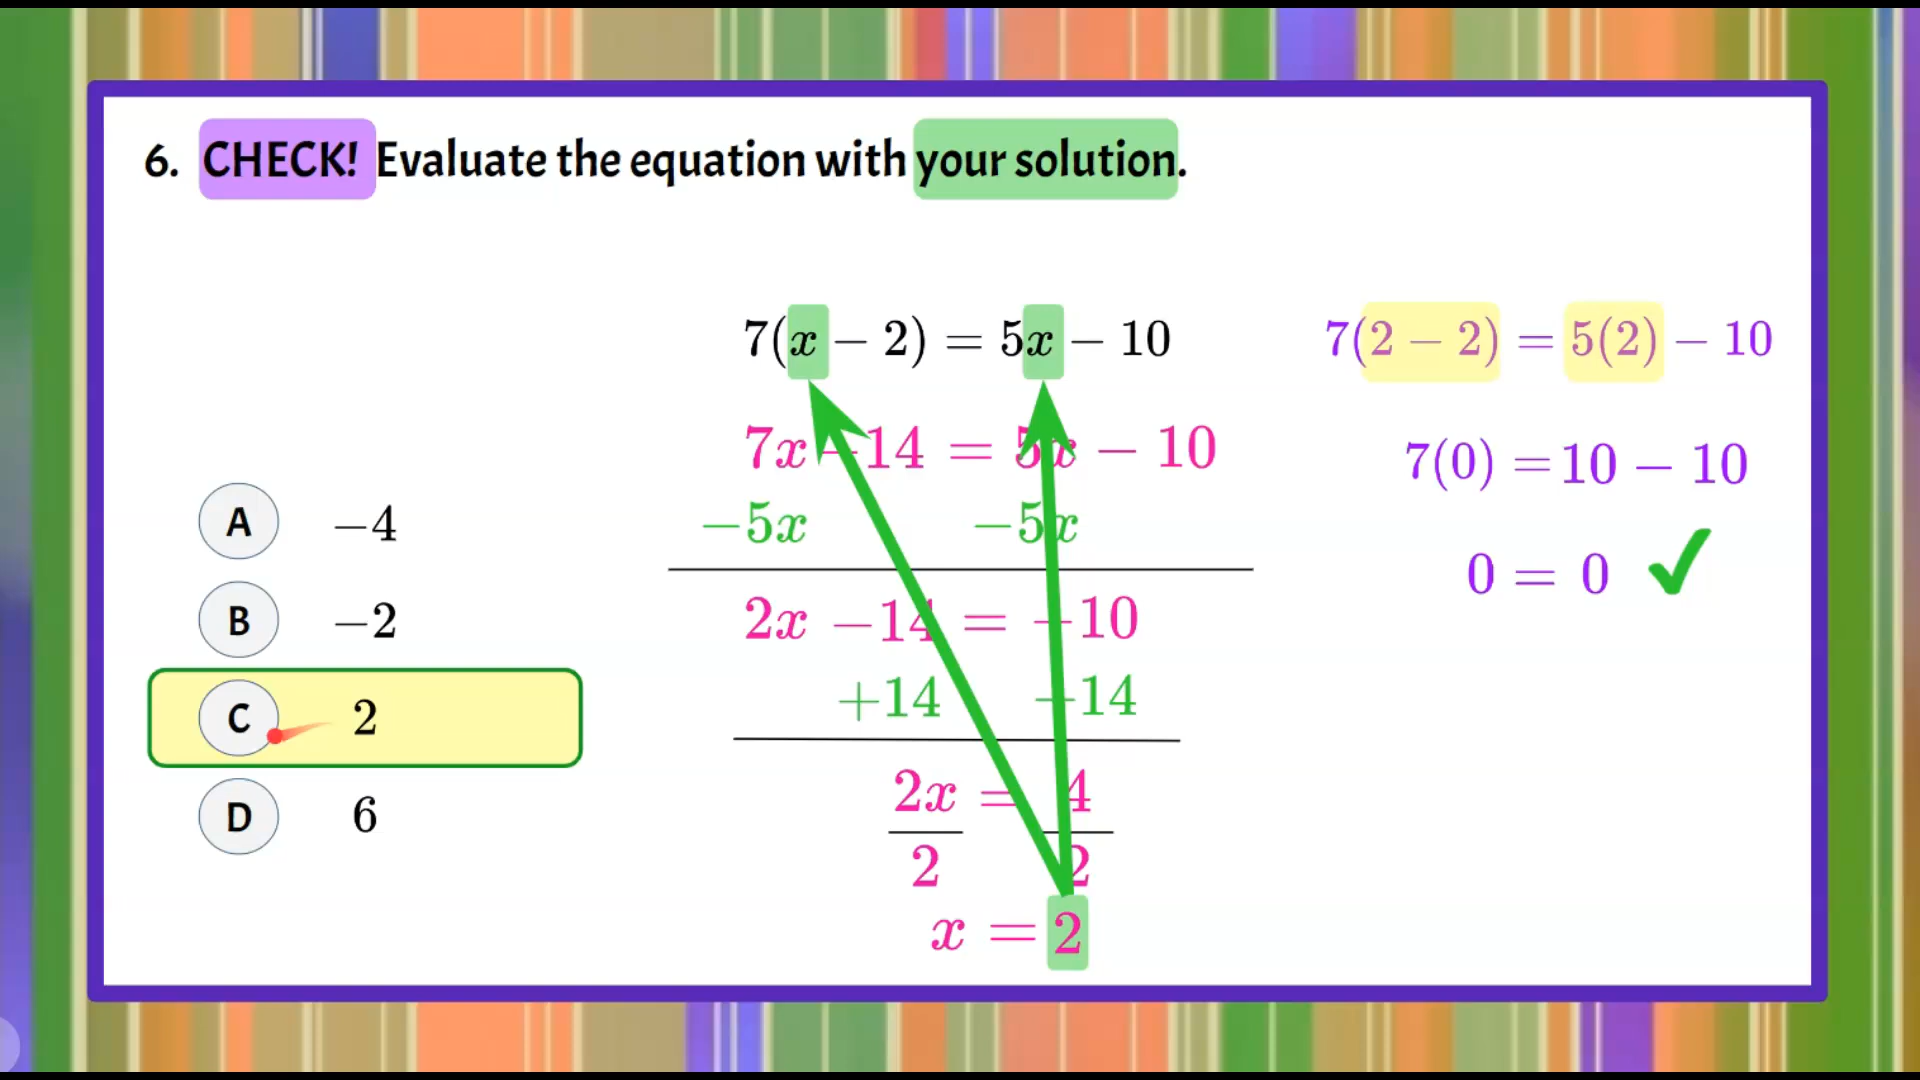 6. CHECK! Evaluate the equation with your solution.
7(x − 2) = 5x − 10
7x − 14 = 5x − 10
−5x −5x
2x − 14 = −10
+14 +14
2x = 4
2 2
x = 2
7(2 − 2) = 5(2) − 10
7(0) = 10 − 10
0 = 0 ✓
A −4
B −2
C 2
D 6